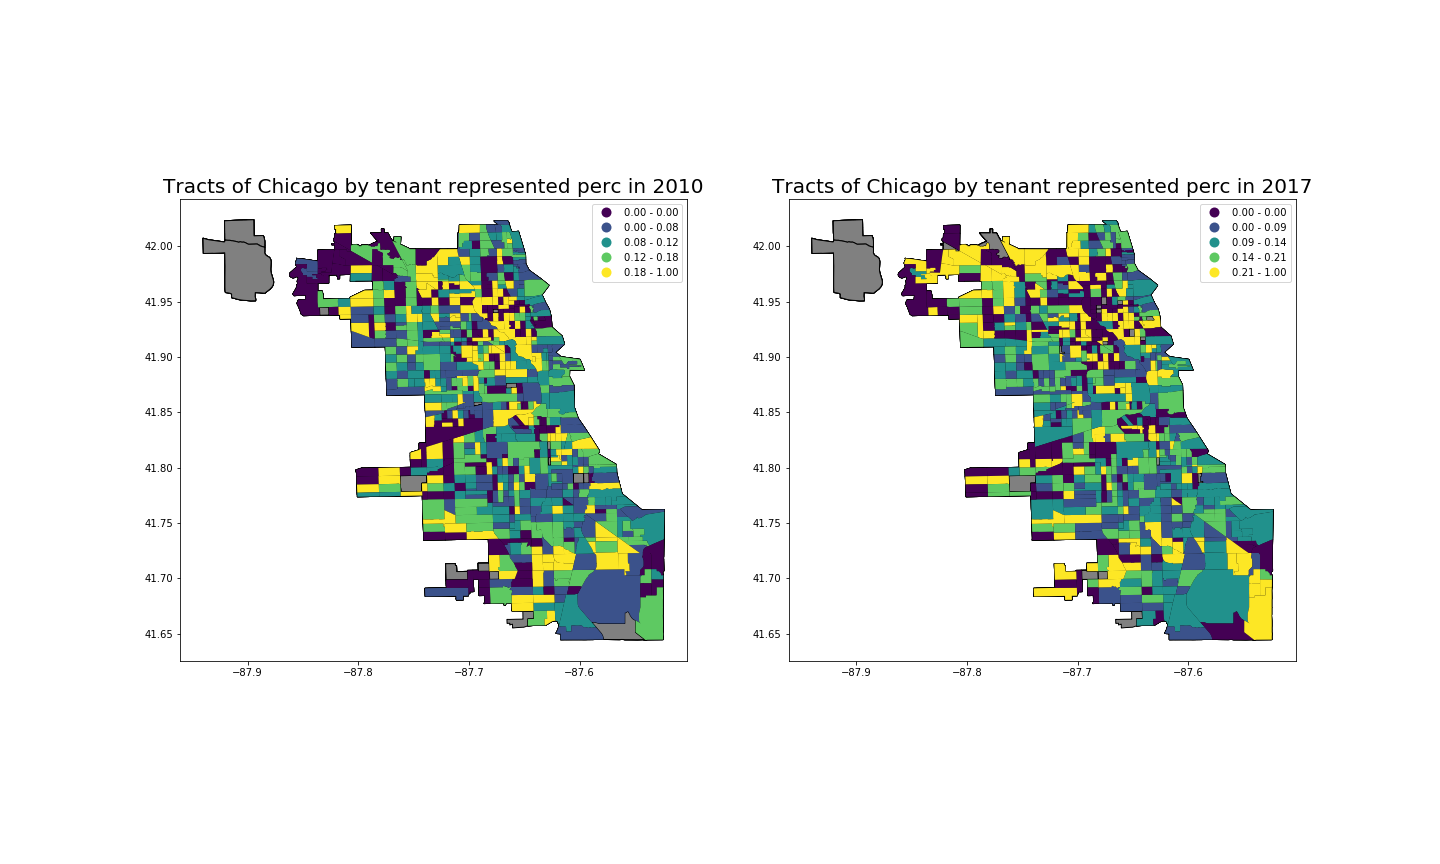 Tracts of Chicago by tenant represented perc in 2010
0.00 - 0.00
0.00 - 0.08
0.08 - 0.12
0.12 - 0.18
0.18 - 1.00
42.00
41.95
41.90
41.85
41.80
41.75
41.70
41.65
−87.9
−87.8
−87.7
−87.6
Tracts of Chicago by tenant represented perc in 2017
0.00 - 0.00
0.00 - 0.09
0.09 - 0.14
0.14 - 0.21
0.21 - 1.00
42.00
41.95
41.90
41.85
41.80
41.75
41.70
41.65
−87.9
−87.8
−87.7
−87.6